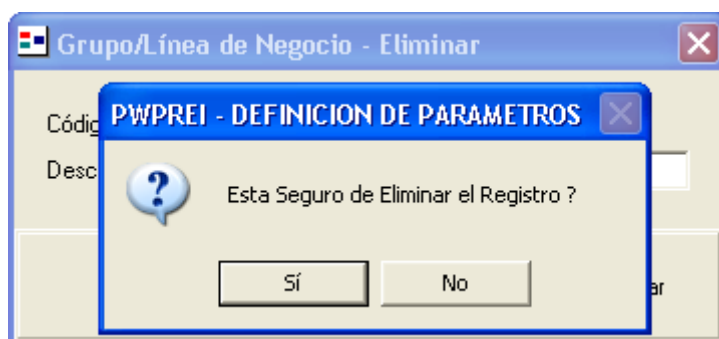 Grupo/Línea de Negocio - Eliminar
PWPREI - DEFINICION DE PARAMETROS
Esta Seguro de Eliminar el Registro ?
Sí No